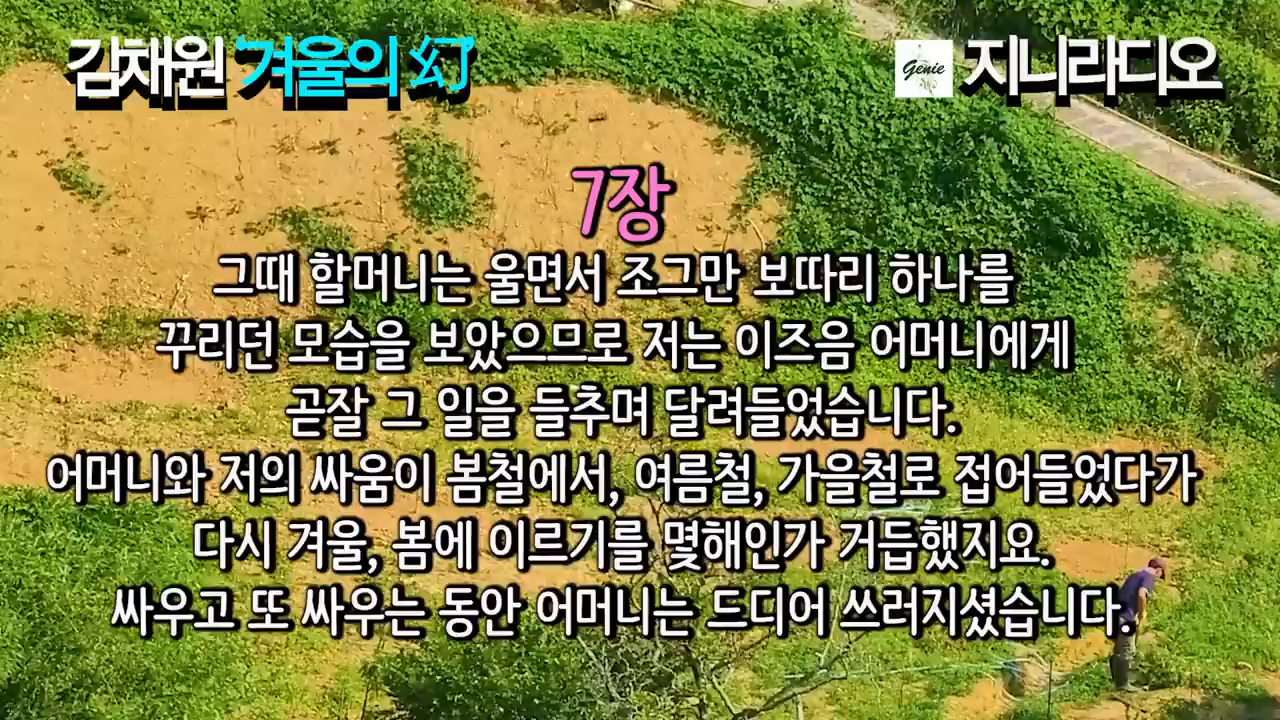 김채원 '겨울의 幻'
Genie 지니라디오
7장
그때 할머니는 울면서 조그만 보따리 하나를
꾸리던 모습을 보았으므로 저는 이즈음 어머니에게
곧잘 그 일을 들추며 달려들었습니다.
어머니와 저의 싸움이 봄철에서, 여름철, 가을철로 접어들었다가
다시 겨울, 봄에 이르기를 몇해인가 거듭했지요.
싸우고 또 싸우는 동안 어머니는 드디어 쓰러지셨습니다.